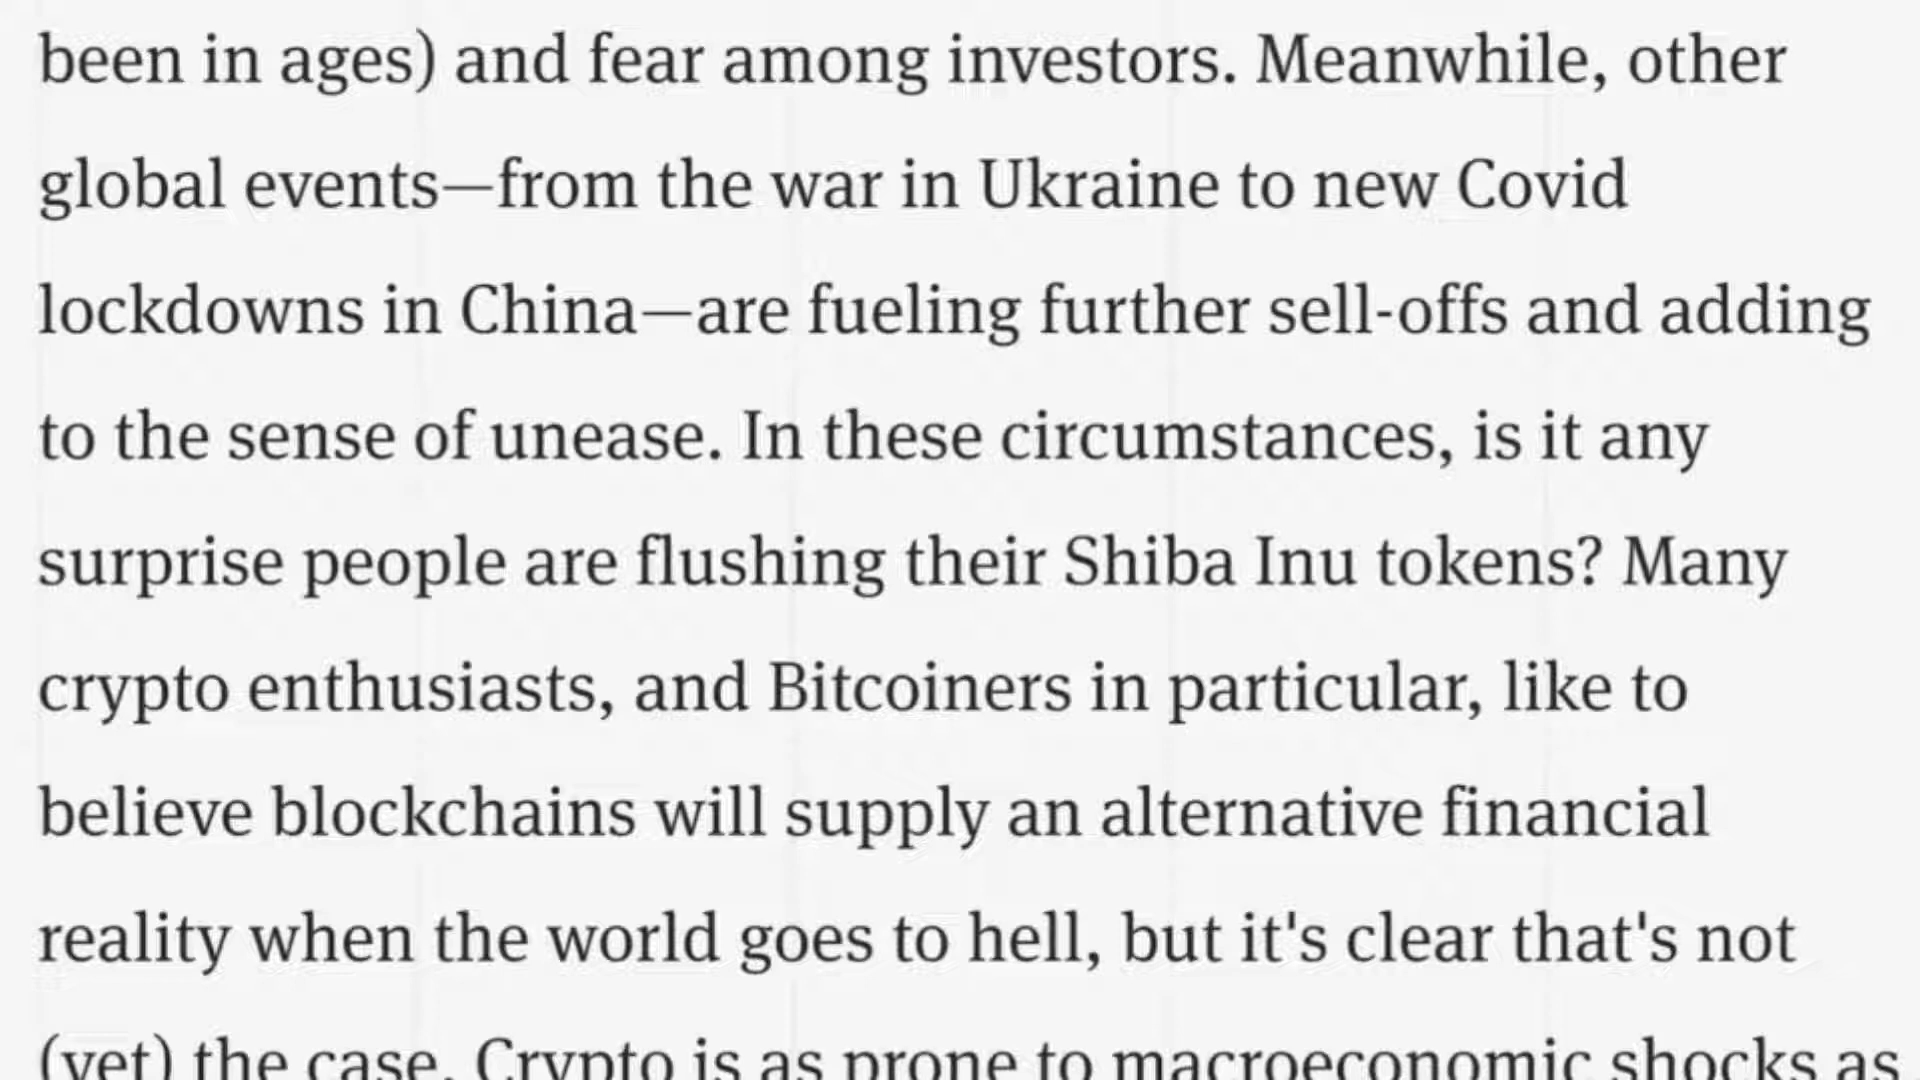 been in ages) and fear among investors. Meanwhile, other
global events—from the war in Ukraine to new Covid
lockdowns in China—are fueling further sell-offs and adding
to the sense of unease. In these circumstances, is it any
surprise people are flushing their Shiba Inu tokens? Many
crypto enthusiasts, and Bitcoiners in particular, like to
believe blockchains will supply an alternative financial
reality when the world goes to hell, but it's clear that's not
(yet) the case. Crypto is as prone to macroeconomic shocks as